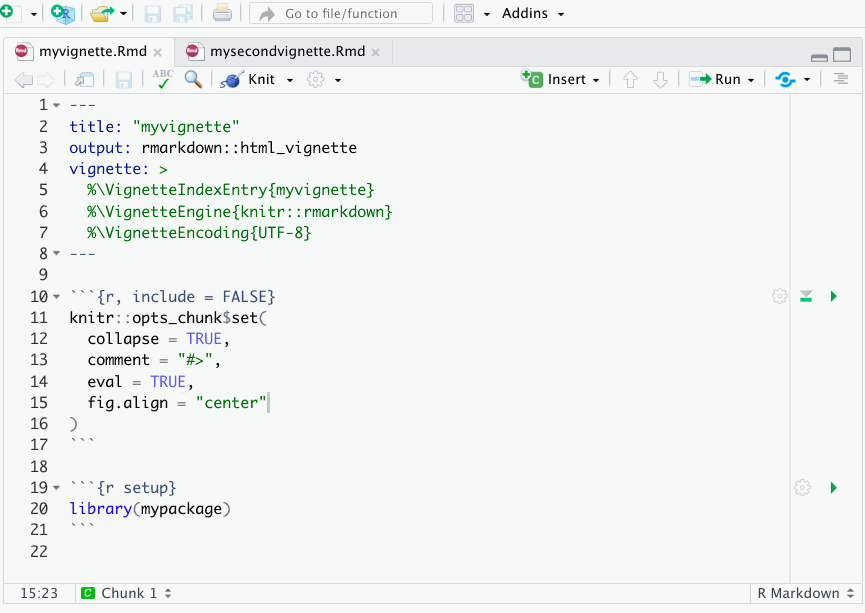 Go to file/function
Addins
myvignette.Rmd
mysecondvignette.Rmd
ABC
Knit
Insert
Run
1 ---
2 title: "myvignette"
3 output: rmarkdown::html_vignette
4 vignette: >
5   %\VignetteIndexEntry{myvignette}
6   %\VignetteEngine{knitr::rmarkdown}
7   %\VignetteEncoding{UTF-8}
8 ---
9
10 ```{r, include = FALSE}
11 knitr::opts_chunk$set(
12   collapse = TRUE,
13   comment = "#>",
14   eval = TRUE,
15   fig.align = "center"
16 )
17 ```
18
19 ```{r setup}
20 library(mypackage)
21 ```
22
15:23 C Chunk 1 R Markdown